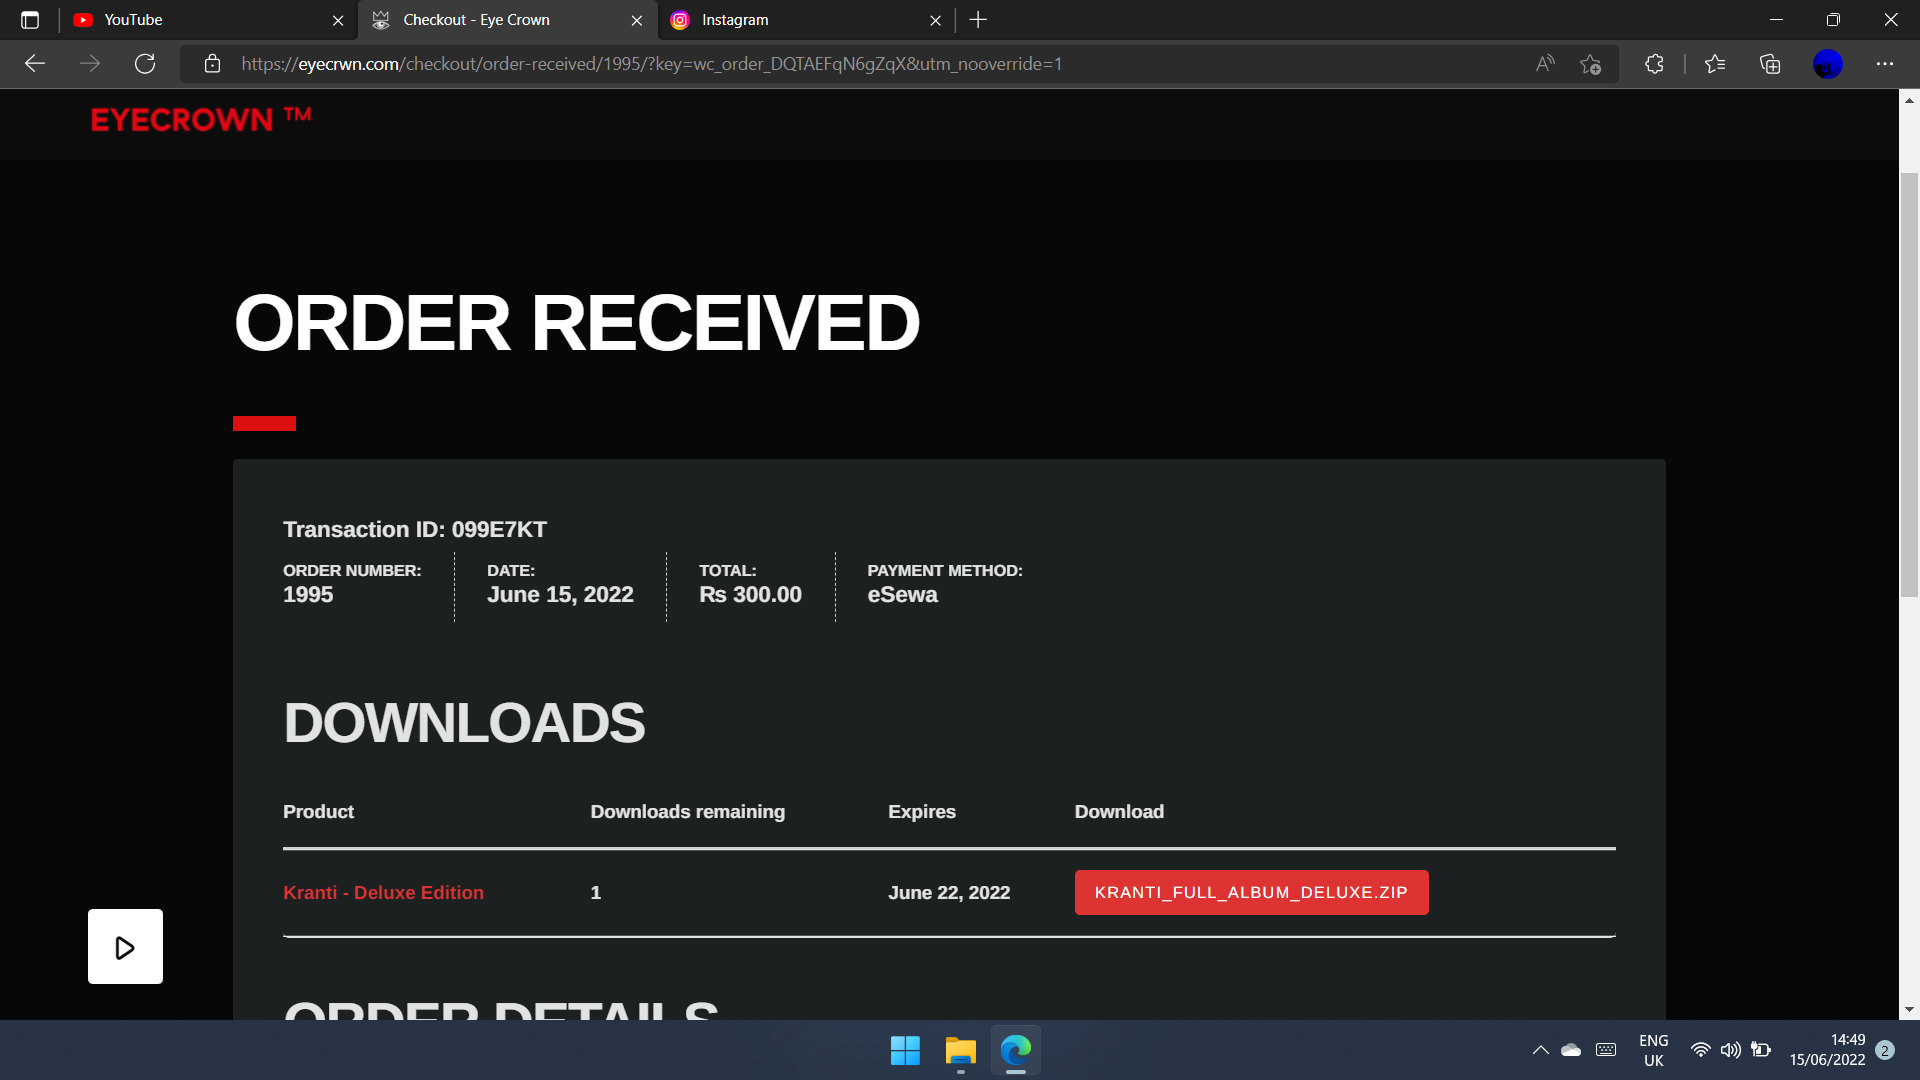 YouTube
Checkout - Eye Crown
Instagram
https://eyecrwn.com/checkout/order-received/1995/?key=wc_order_DQTAEFqN6gZqX&utm_nooverride=1
EYECROWN ™
ORDER RECEIVED
Transaction ID: 099E7KT
ORDER NUMBER: DATE: TOTAL: PAYMENT METHOD:
1995 June 15, 2022 ₨ 300.00 eSewa
DOWNLOADS
Product Downloads remaining Expires Download
Kranti - Deluxe Edition 1 June 22, 2022 KRANTI_FULL_ALBUM_DELUXE.ZIP
ORDER DETAILS
ENG
UK
14:49
15/06/2022
2